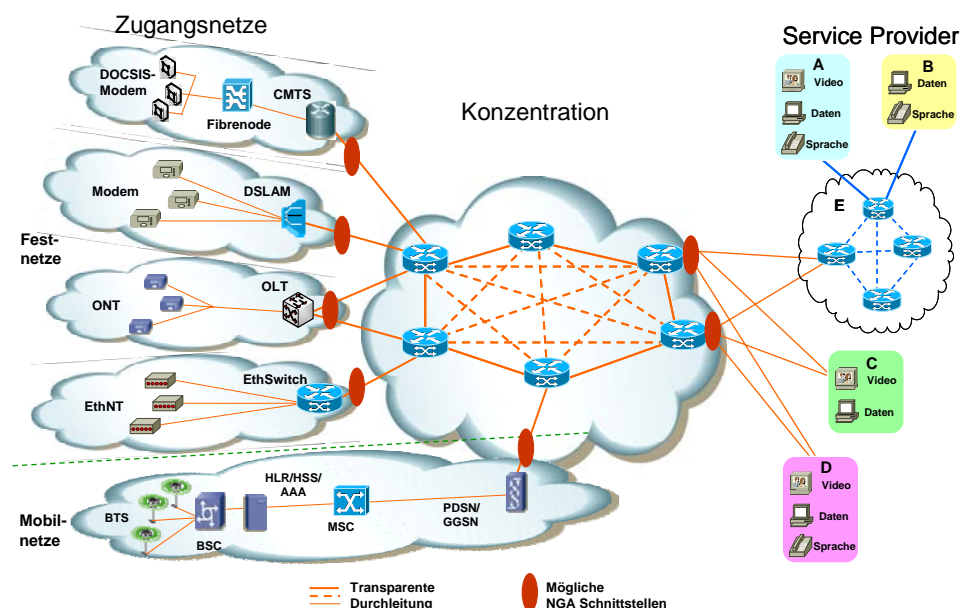 Zugangsnetze
Service Provider
Konzentration
DOCSIS-
Modem
Fibrenode
CMTS
A
Video
Daten
Sprache
B
Daten
Sprache
Modem
DSLAM
E
Fest-
netze
ONT
OLT
EthNT
EthSwitch
C
Video
Daten
D
Video
Daten
Sprache
Mobil-
netze
BTS
BSC
HLR/HSS/
AAA
MSC
PDSN/
GGSN
Transparente
Durchleitung
Mögliche
NGA Schnittstellen